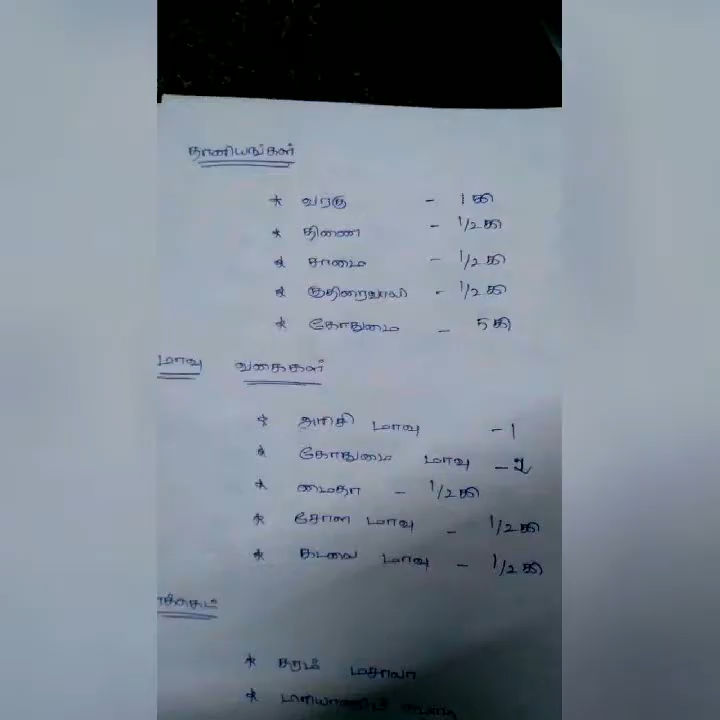 தானியங்கள்
* வரகு - 1 கி
* தினை - 1/2 கி
* சாமை - 1/2 கி
* குதிரைவாலி - 1/2 கி
* கோதுமை - 5 கி
மாவு வகைகள்
* அரிசி மாவு - 1
* கோதுமை மாவு - 2
* மைதா - 1/2 கி
* சோள மாவு - 1/2 கி
* கடலை மாவு - 1/2 கி
* கரம் மசாலா